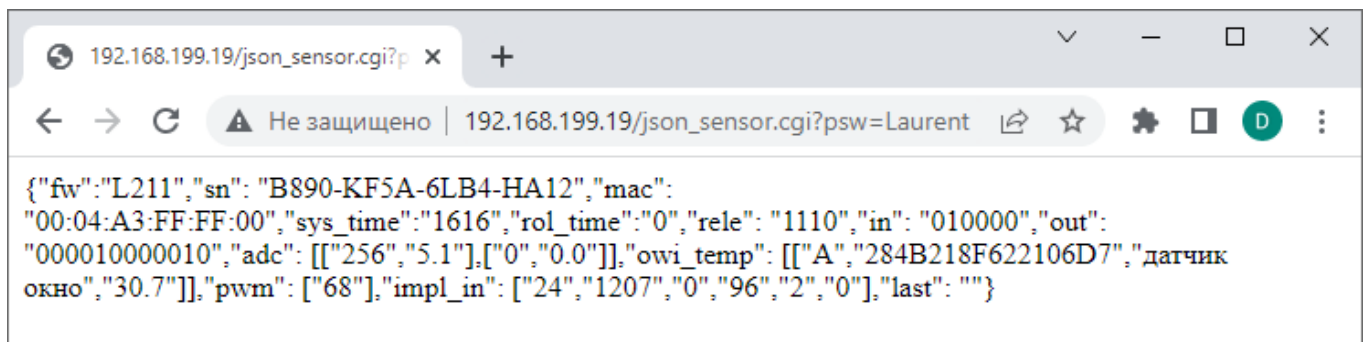 192.168.199.19/json_sensor.cgi?p
Не защищено | 192.168.199.19/json_sensor.cgi?psw=Laurent
D
{"fw":"L211","sn": "B890-KF5A-6LB4-HA12","mac":
"00:04:A3:FF:FF:00","sys_time":"1616","rol_time":"0","rele": "1110","in": "010000","out":
"000010000010","adc": [["256","5.1"],["0","0.0"]],"owi_temp": [["A","284B218F622106D7","датчик
окно","30.7"]],"pwm": ["68"],"impl_in": ["24","1207","0","96","2","0"],"last": ""}